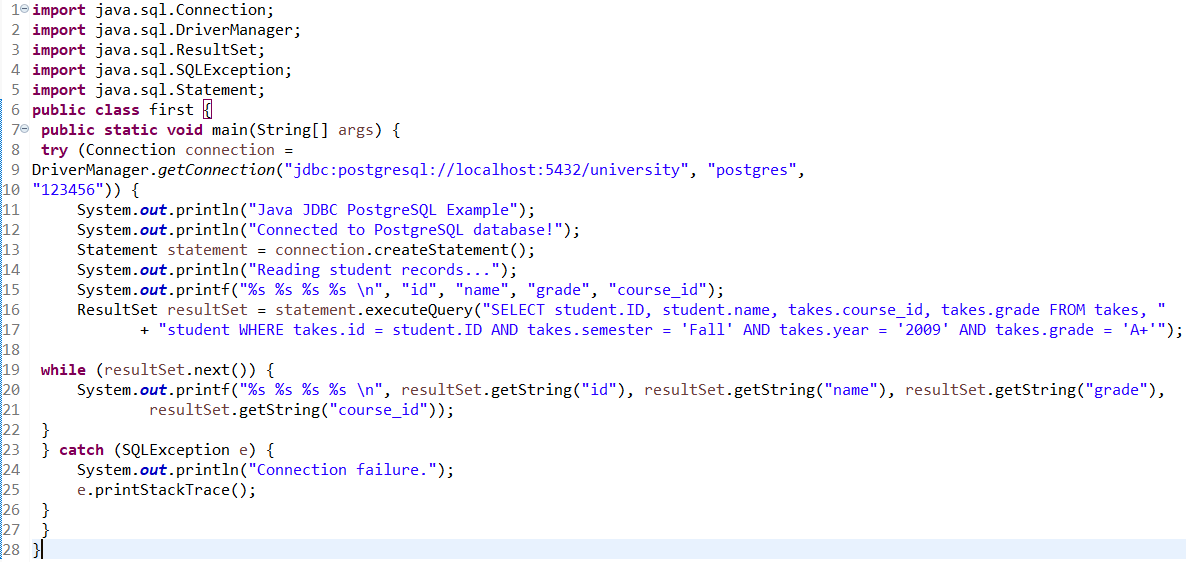 1 import java.sql.Connection;
2 import java.sql.DriverManager;
3 import java.sql.ResultSet;
4 import java.sql.SQLException;
5 import java.sql.Statement;
6 public class first {
7  public static void main(String[] args) {
8  try (Connection connection =
9 DriverManager.getConnection("jdbc:postgresql://localhost:5432/university", "postgres",
10 "123456")) {
11      System.out.println("Java JDBC PostgreSQL Example");
12      System.out.println("Connected to PostgreSQL database!");
13      Statement statement = connection.createStatement();
14      System.out.println("Reading student records...");
15      System.out.printf("%s %s %s %s \n", "id", "name", "grade", "course_id");
16      ResultSet resultSet = statement.executeQuery("SELECT student.ID, student.name, takes.course_id, takes.grade FROM takes, "
17             + "student WHERE takes.id = student.ID AND takes.semester = 'Fall' AND takes.year = '2009' AND takes.grade = 'A+'");
18
19  while (resultSet.next()) {
20      System.out.printf("%s %s %s %s \n", resultSet.getString("id"), resultSet.getString("name"), resultSet.getString("grade"),
21              resultSet.getString("course_id"));
22  }
23  } catch (SQLException e) {
24      System.out.println("Connection failure.");
25      e.printStackTrace();
26  }
27  }
28 }